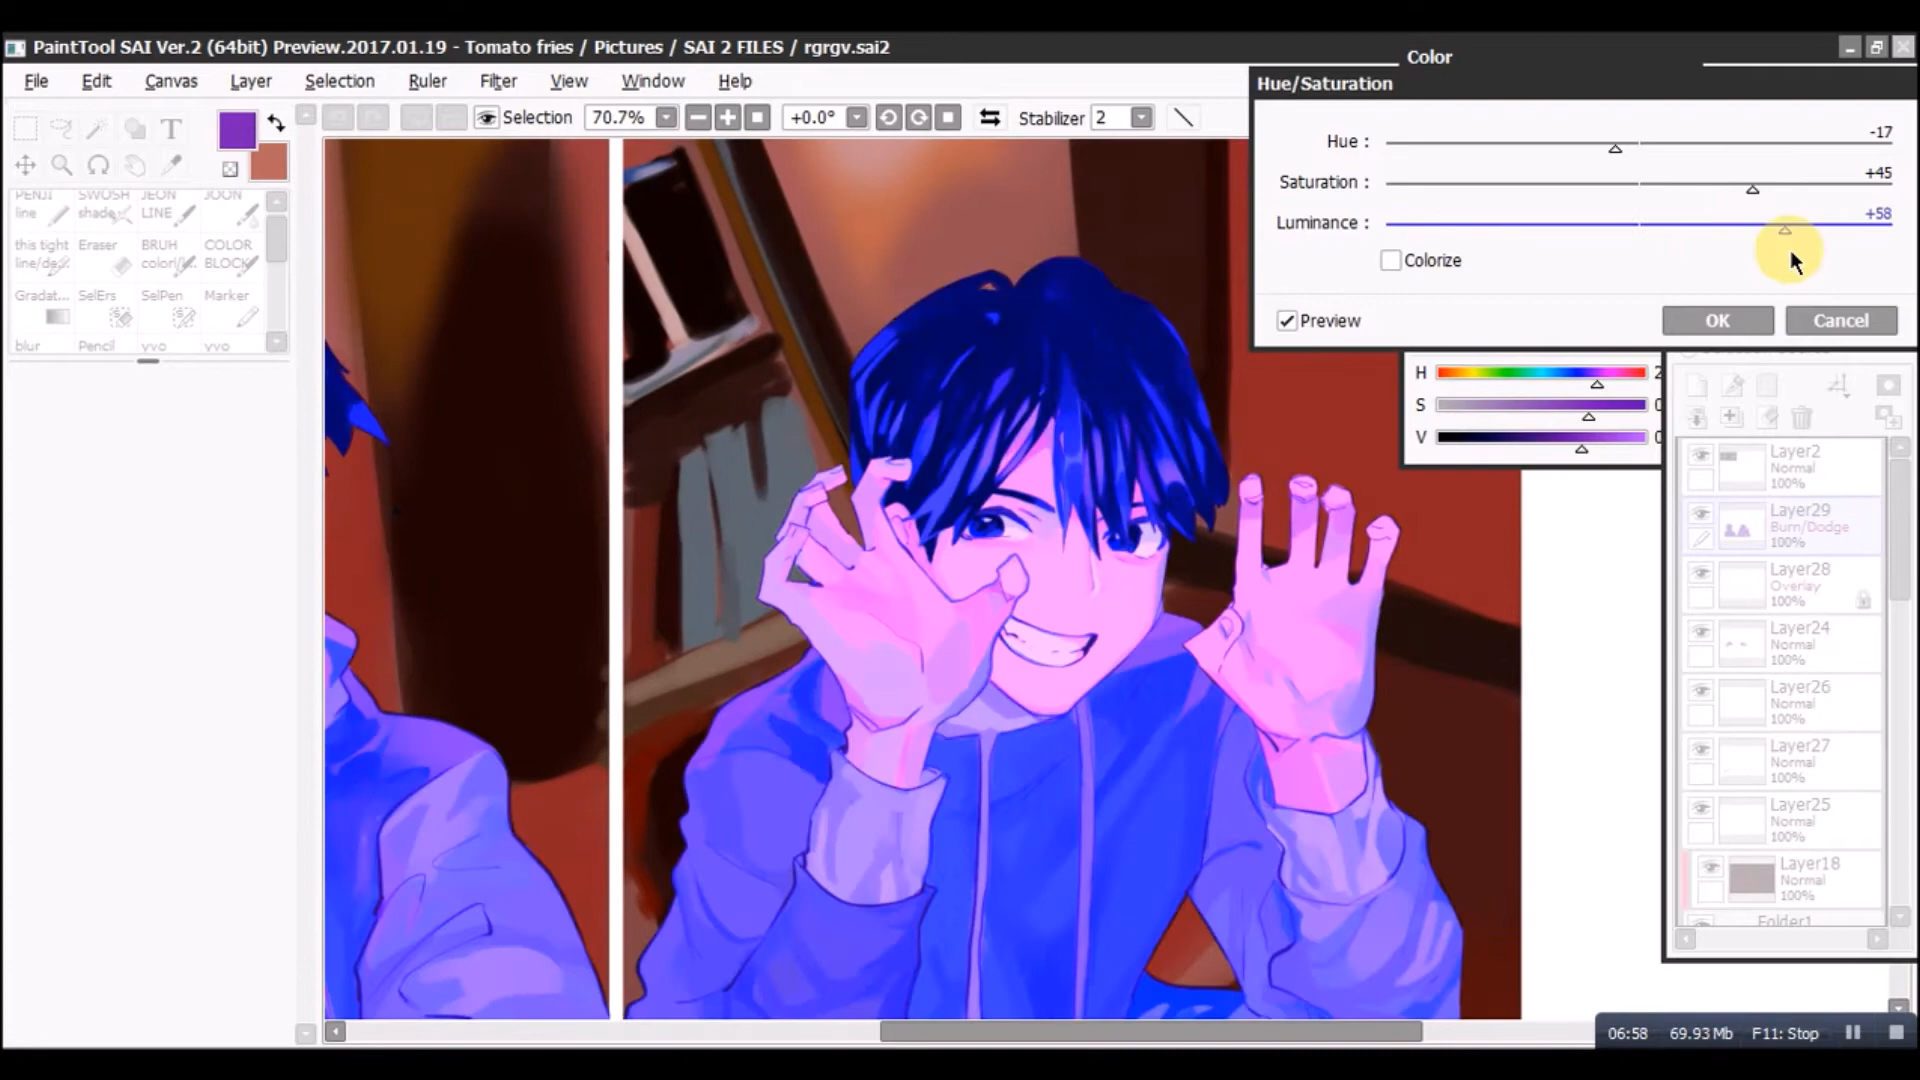 PaintTool SAI Ver.2 (64bit) Preview.2017.01.19 - Tomato fries / Pictures / SAI 2 FILES / rgrgv.sai2
File Edit Canvas Layer Selection Ruler Filter View Window Help
Selection 70.7% +0.0° Stabilizer 2
T
PENJI line
SWOSH shade
JEON LINE
JOON
this tight line/de...
Eraser
BRUH color/l
COLOR BLOCK
Gradat...
SelErs
SelPen
Marker
blur
Pencil
yvo
yvo
Color
Hue/Saturation
Hue : -17
Saturation : +45
Luminance : +58
Colorize
Preview OK Cancel
H 2
S 0
V 0
Layer2
Normal
100%
Layer29
Burn/Dodge
100%
Layer28
Overlay
100%
Layer24
Normal
100%
Layer26
Normal
100%
Layer27
Normal
100%
Layer25
Normal
100%
Layer18
Normal
100%
Folder1
06:58 69.93 Mb F11: Stop